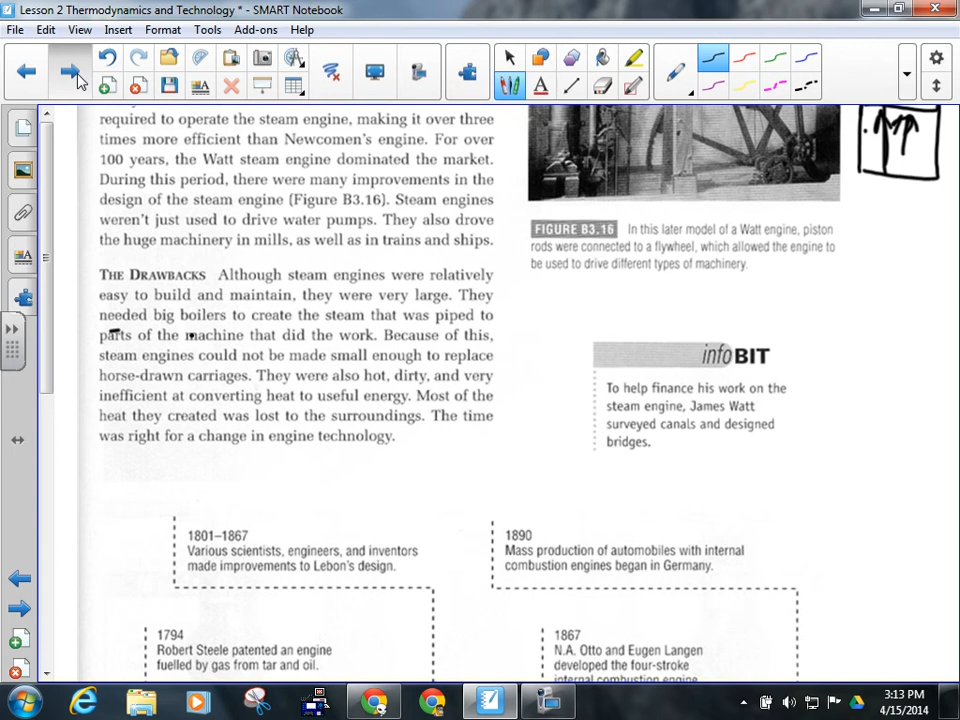 Lesson 2 Thermodynamics and Technology * - SMART Notebook
File Edit View Insert Format Tools Add-ons Help
required to operate the steam engine, making it over three
times more efficient than Newcomen's engine. For over
100 years, the Watt steam engine dominated the market.
During this period, there were many improvements in the
design of the steam engine (Figure B3.16). Steam engines
weren't just used to drive water pumps. They also drove
the huge machinery in mills, as well as in trains and ships.
THE DRAWBACKS Although steam engines were relatively
easy to build and maintain, they were very large. They
needed big boilers to create the steam that was piped to
parts of the machine that did the work. Because of this,
steam engines could not be made small enough to replace
horse-drawn carriages. They were also hot, dirty, and very
inefficient at converting heat to useful energy. Most of the
heat they created was lost to the surroundings. The time
was right for a change in engine technology.
FIGURE B3.16 In this later model of a Watt engine, piston
rods were connected to a flywheel, which allowed the engine to
be used to drive different types of machinery.
infoBIT
To help finance his work on the
steam engine, James Watt
surveyed canals and designed
bridges.
1801–1867
Various scientists, engineers, and inventors
made improvements to Lebon's design.
1890
Mass production of automobiles with internal
combustion engines began in Germany.
1794
Robert Steele patented an engine
fuelled by gas from tar and oil.
1867
N.A. Otto and Eugen Langen
developed the four-stroke
internal combustion engine
3:13 PM
4/15/2014